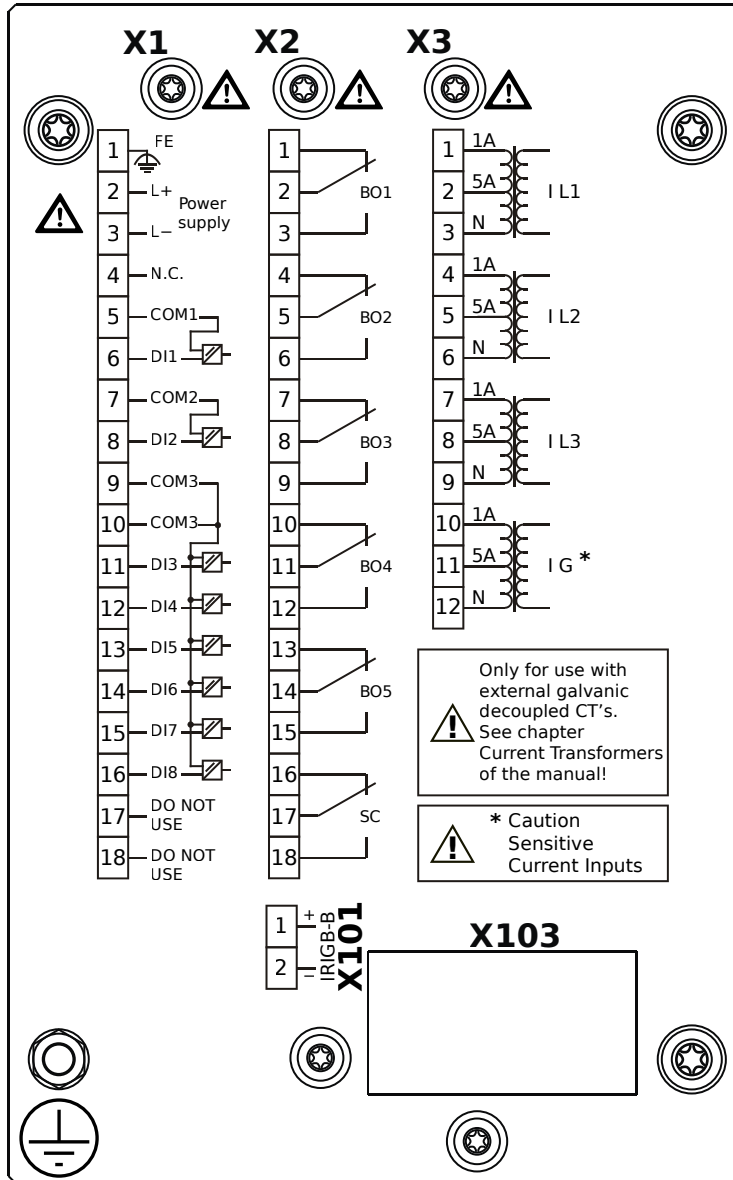 X1
X2
X3
1 FE
2 L+
3 L−
Power
supply
4 N.C.
5 COM1
6 DI1
7 COM2
8 DI2
9 COM3
10 COM3
11 DI3
12 DI4
13 DI5
14 DI6
15 DI7
16 DI8
17 DO NOT
USE
18 DO NOT
USE
1
2 BO1
3
4
5 BO2
6
7
8 BO3
9
10
11 BO4
12
13
14 BO5
15
16
17 SC
18
1 1A
2 5A I L1
3 N
4 1A
5 5A I L2
6 N
7 1A
8 5A I L3
9 N
10 1A
11 5A I G *
12 N
! Only for use with
external galvanic
decoupled CT's.
See chapter
Current Transformers
of the manual!
! * Caution
Sensitive
Current Inputs
1 +
2 −
IRIGB-B
X101
X103